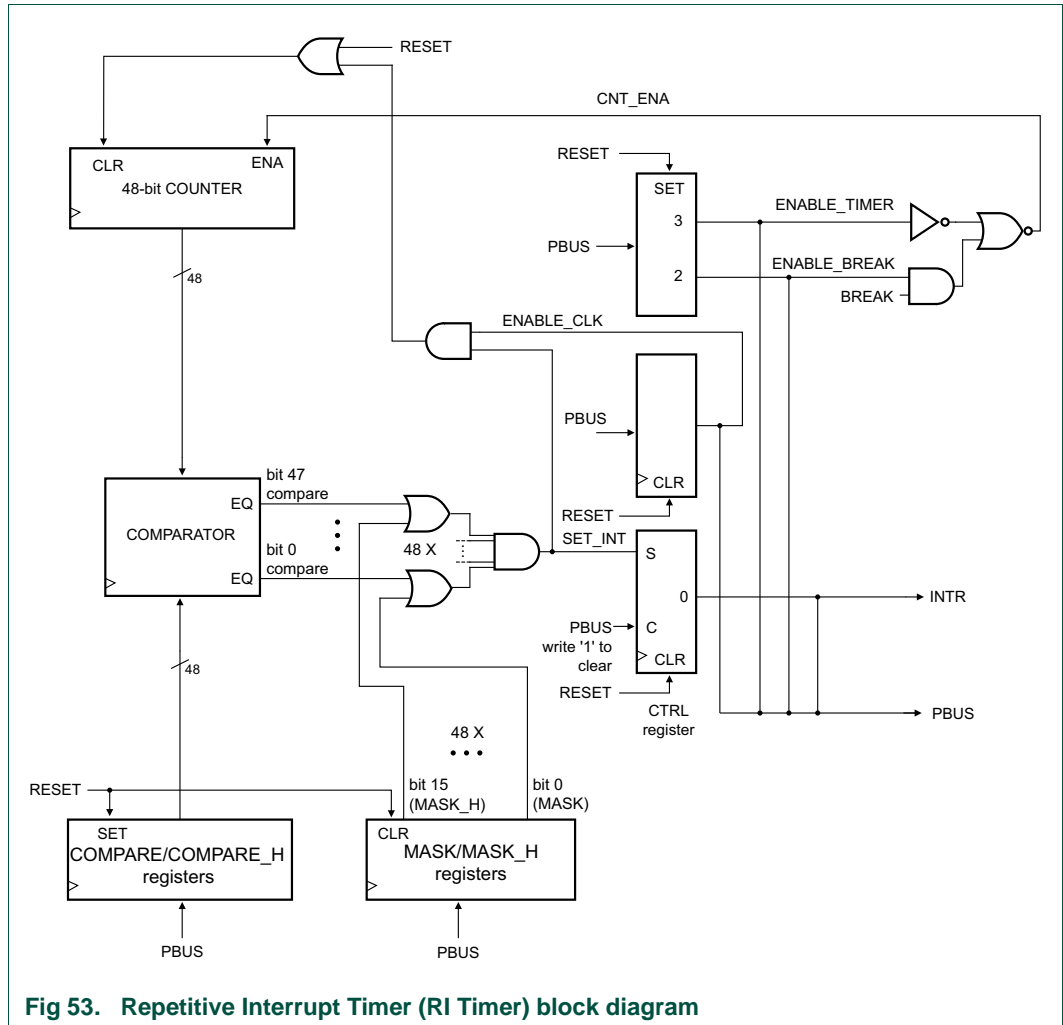 RESET
CNT_ENA
CLR
ENA
48-bit COUNTER
48
RESET
SET
3
2
PBUS
ENABLE_TIMER
ENABLE_BREAK
BREAK
ENABLE_CLK
PBUS
CLR
RESET
COMPARATOR
EQ
EQ
bit 47
compare
bit 0
compare
48 X
SET_INT
S
0
C
CLR
PBUS
write '1' to
clear
RESET
CTRL
register
INTR
PBUS
48
48 X
RESET
bit 15
(MASK_H)
bit 0
(MASK)
SET
COMPARE/COMPARE_H
registers
CLR
MASK/MASK_H
registers
PBUS
PBUS
Fig 53. Repetitive Interrupt Timer (RI Timer) block diagram